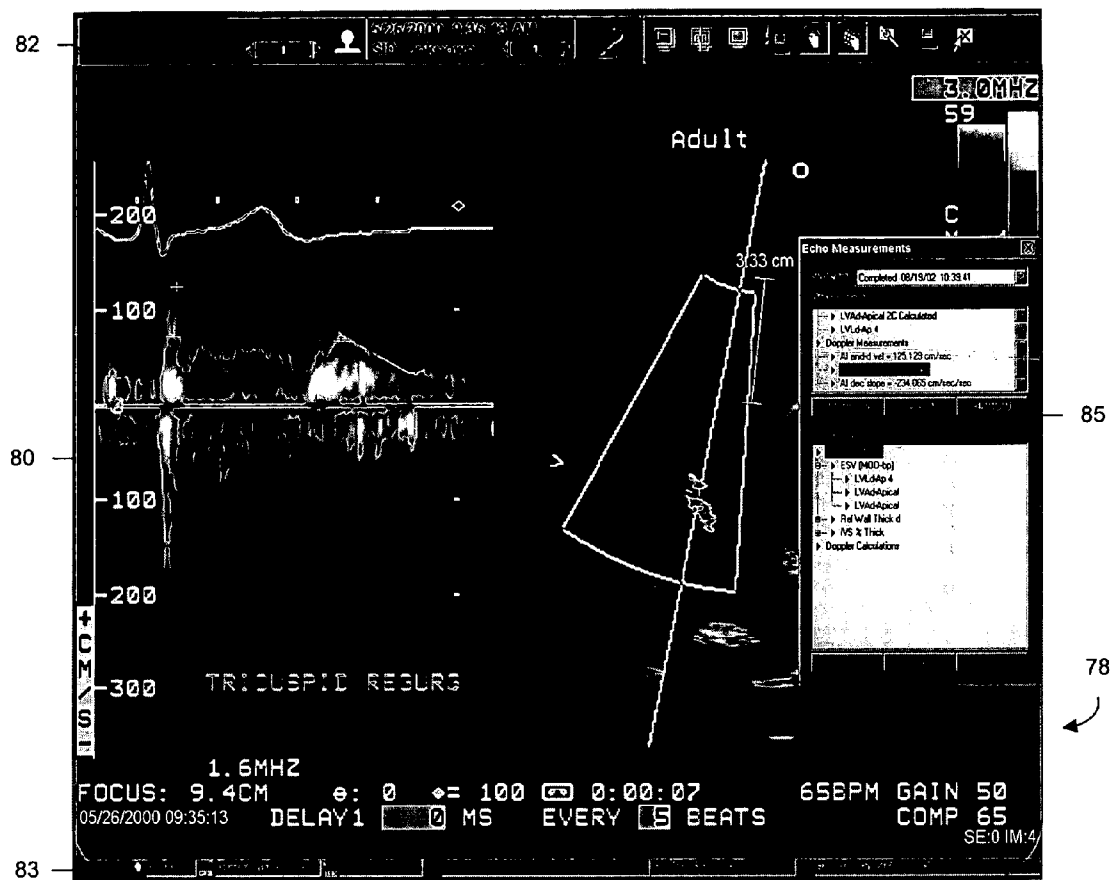 82
5/26/2000
3.0MHZ
59
Adult
C
200
3.33 cm
Echo Measurements
Completed 08/19/02 10:39:41
LVAd-Apical 2C Calculated
LVLd-Ap 4
Doppler Measurements
AI end-d vel = 125.129 cm/sec
AI dec slope = -234.065 cm/sec/sec
100
0
85
ESV (MOD-bp)
LVLd-Ap 4
LVAd-Apical
LVAd-Apical
Rel Wall Thick d
IVS % Thick
Doppler Calculations
80
-100
-200
+CM/S-
-300
TRICUSPID REGURG
78
1.6MHZ
FOCUS: 9.4CM
θ: 0 ◇= 100 0:00:07 65BPM GAIN 50
05/26/2000 09:35:13 DELAY1 0 MS EVERY 5 BEATS COMP 65
SE:0 IM:4
83